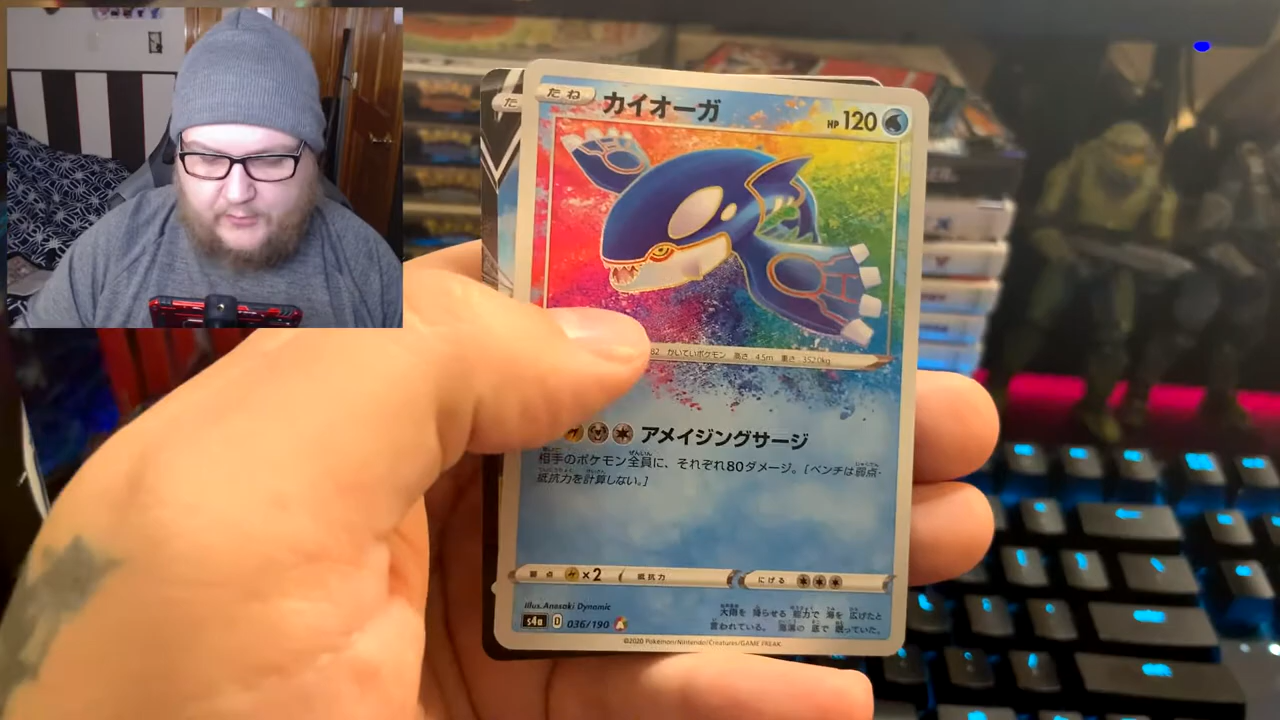 たね カイオーガ HP 120
た
82 かいていポケモン 高さ:4.5m 重さ:352.0kg
アメイジングサージ
相手のポケモン全員に、それぞれ80ダメージ。[ベンチは弱点・
抵抗力を計算しない。]
弱点 ×2 抵抗力 にげる
Illus.Anesaki Dynamic
大雨を 降らせる 能力で 海を 広げたと
言われている。 海溝の 底で 眠っていた。
s4a D 036/190 A
©2020 Pokémon/Nintendo/Creatures/GAME FREAK.